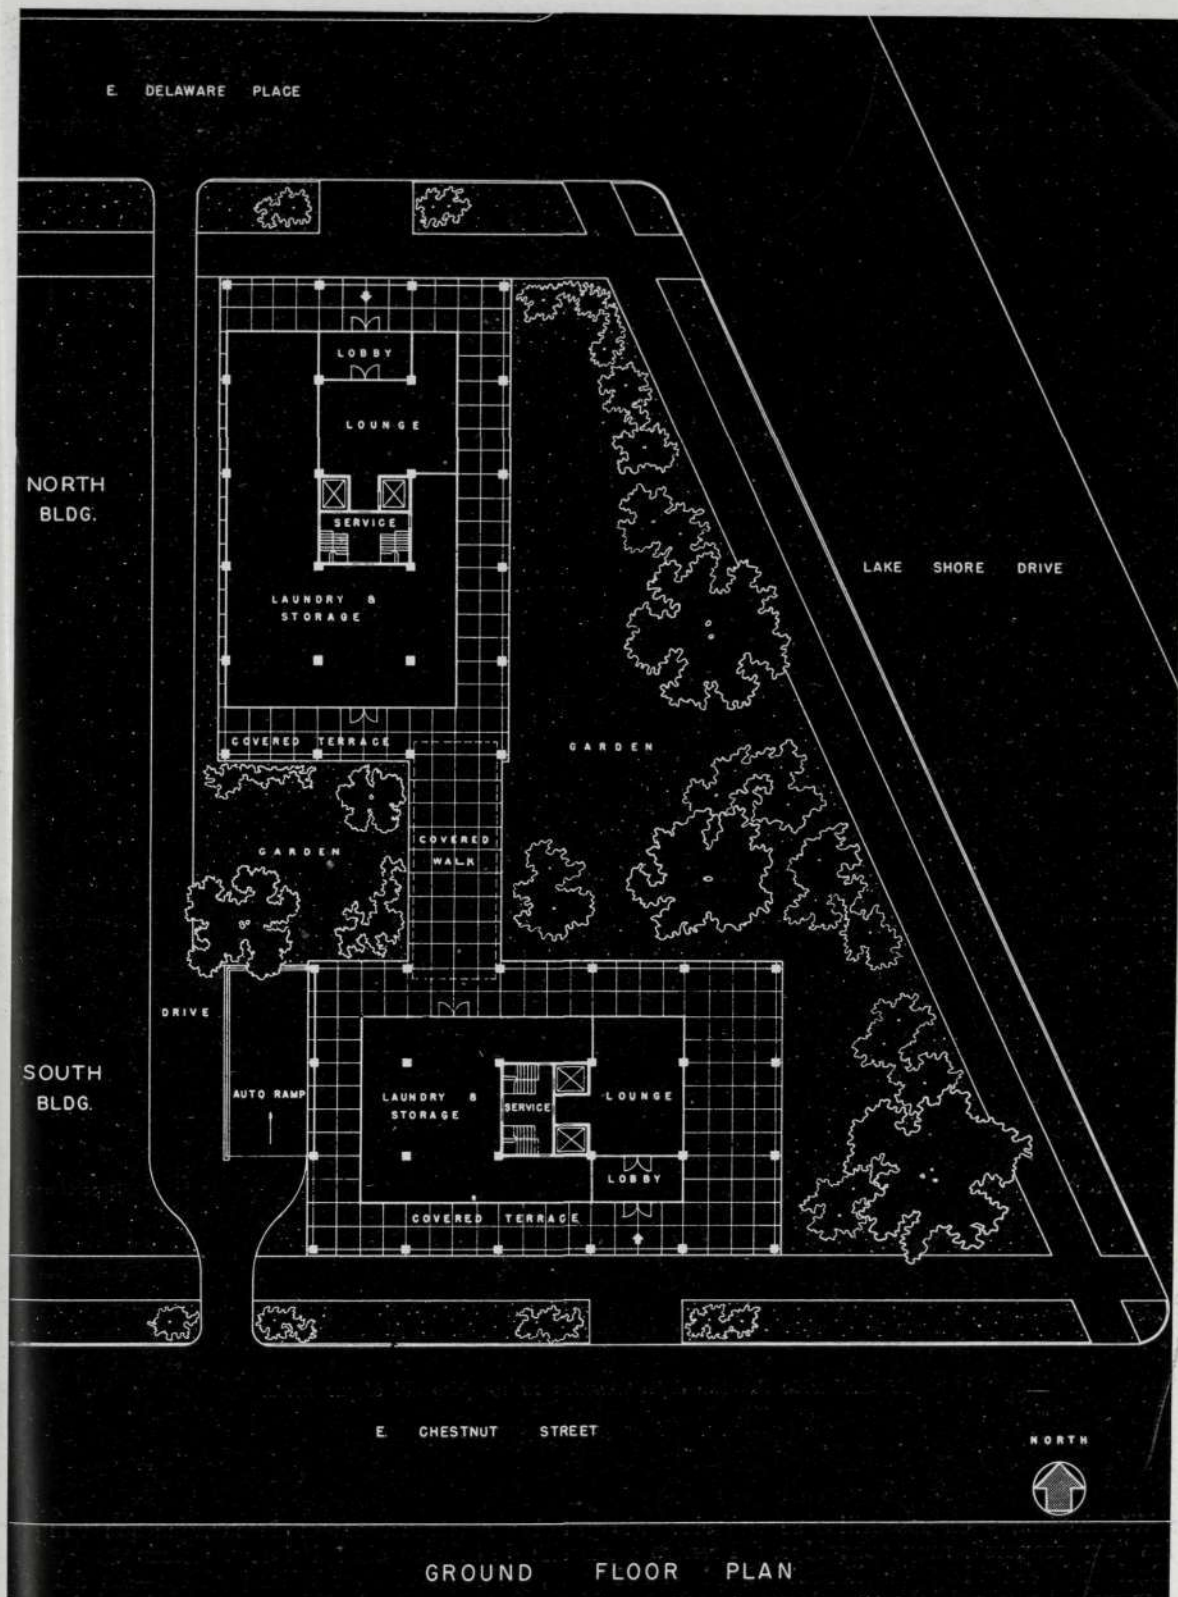 E. DELAWARE PLACE
LOBBY
LOUNGE
NORTH
BLDG.
SERVICE
LAKE SHORE DRIVE
LAUNDRY &
STORAGE
COVERED TERRACE
GARDEN
COVERED
WALK
GARDEN
DRIVE
SOUTH
BLDG.
AUTO RAMP
LAUNDRY &
STORAGE
SERVICE
LOUNGE
LOBBY
COVERED TERRACE
E. CHESTNUT STREET
NORTH
GROUND FLOOR PLAN